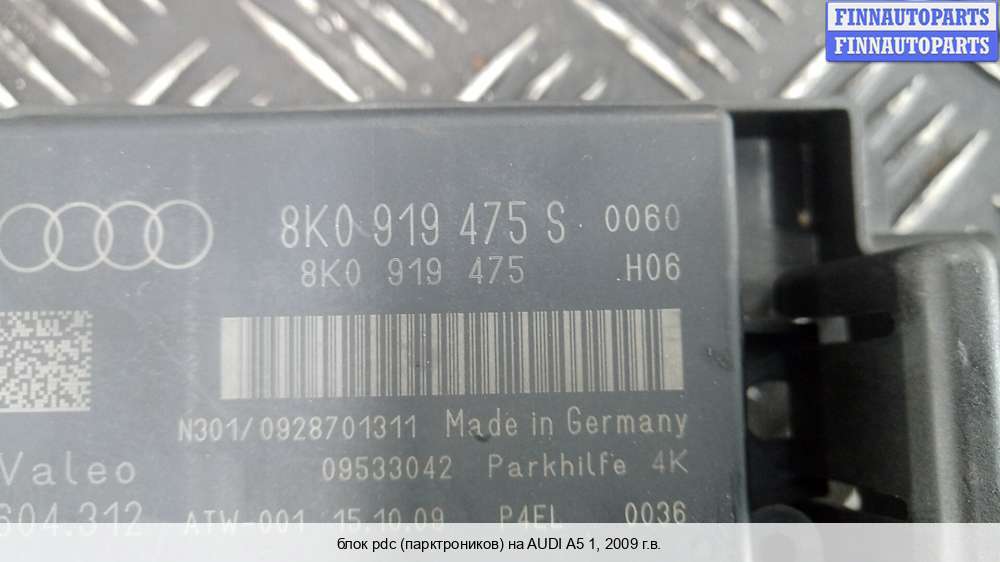 FINNAUTOPARTS
FINNAUTOPARTS
8K0 919 475 S 0060
8K0 919 475 H06
N301/0928701311 Made in Germany
Valeo 09533042 Parkhilfe 4K
604.312 ATW-001 15.10.09 P4EL 0036
блок pdc (парктроников) на AUDI A5 1, 2009 г.в.